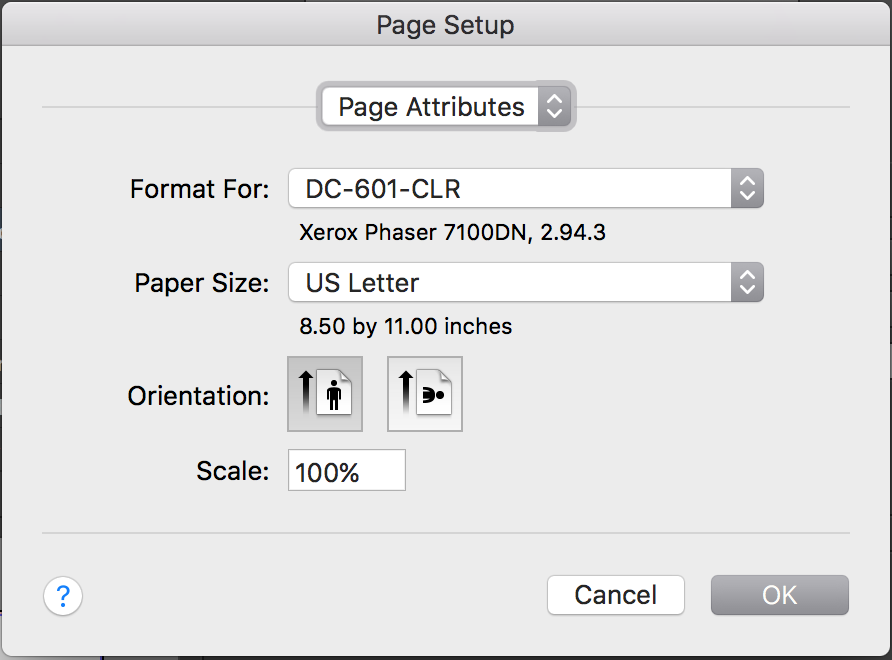 Page Setup
Page Attributes
Format For: DC-601-CLR
Xerox Phaser 7100DN, 2.94.3
Paper Size: US Letter
8.50 by 11.00 inches
Orientation:
Scale: 100%
? Cancel OK